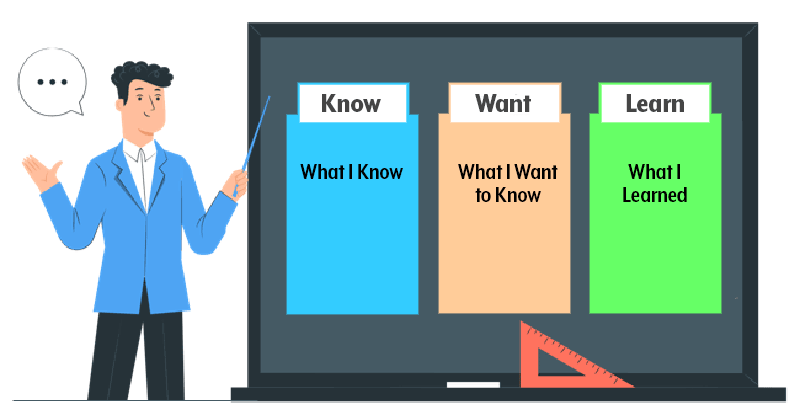 Know
Want
Learn
What I Know
What I Want
to Know
What I
Learned